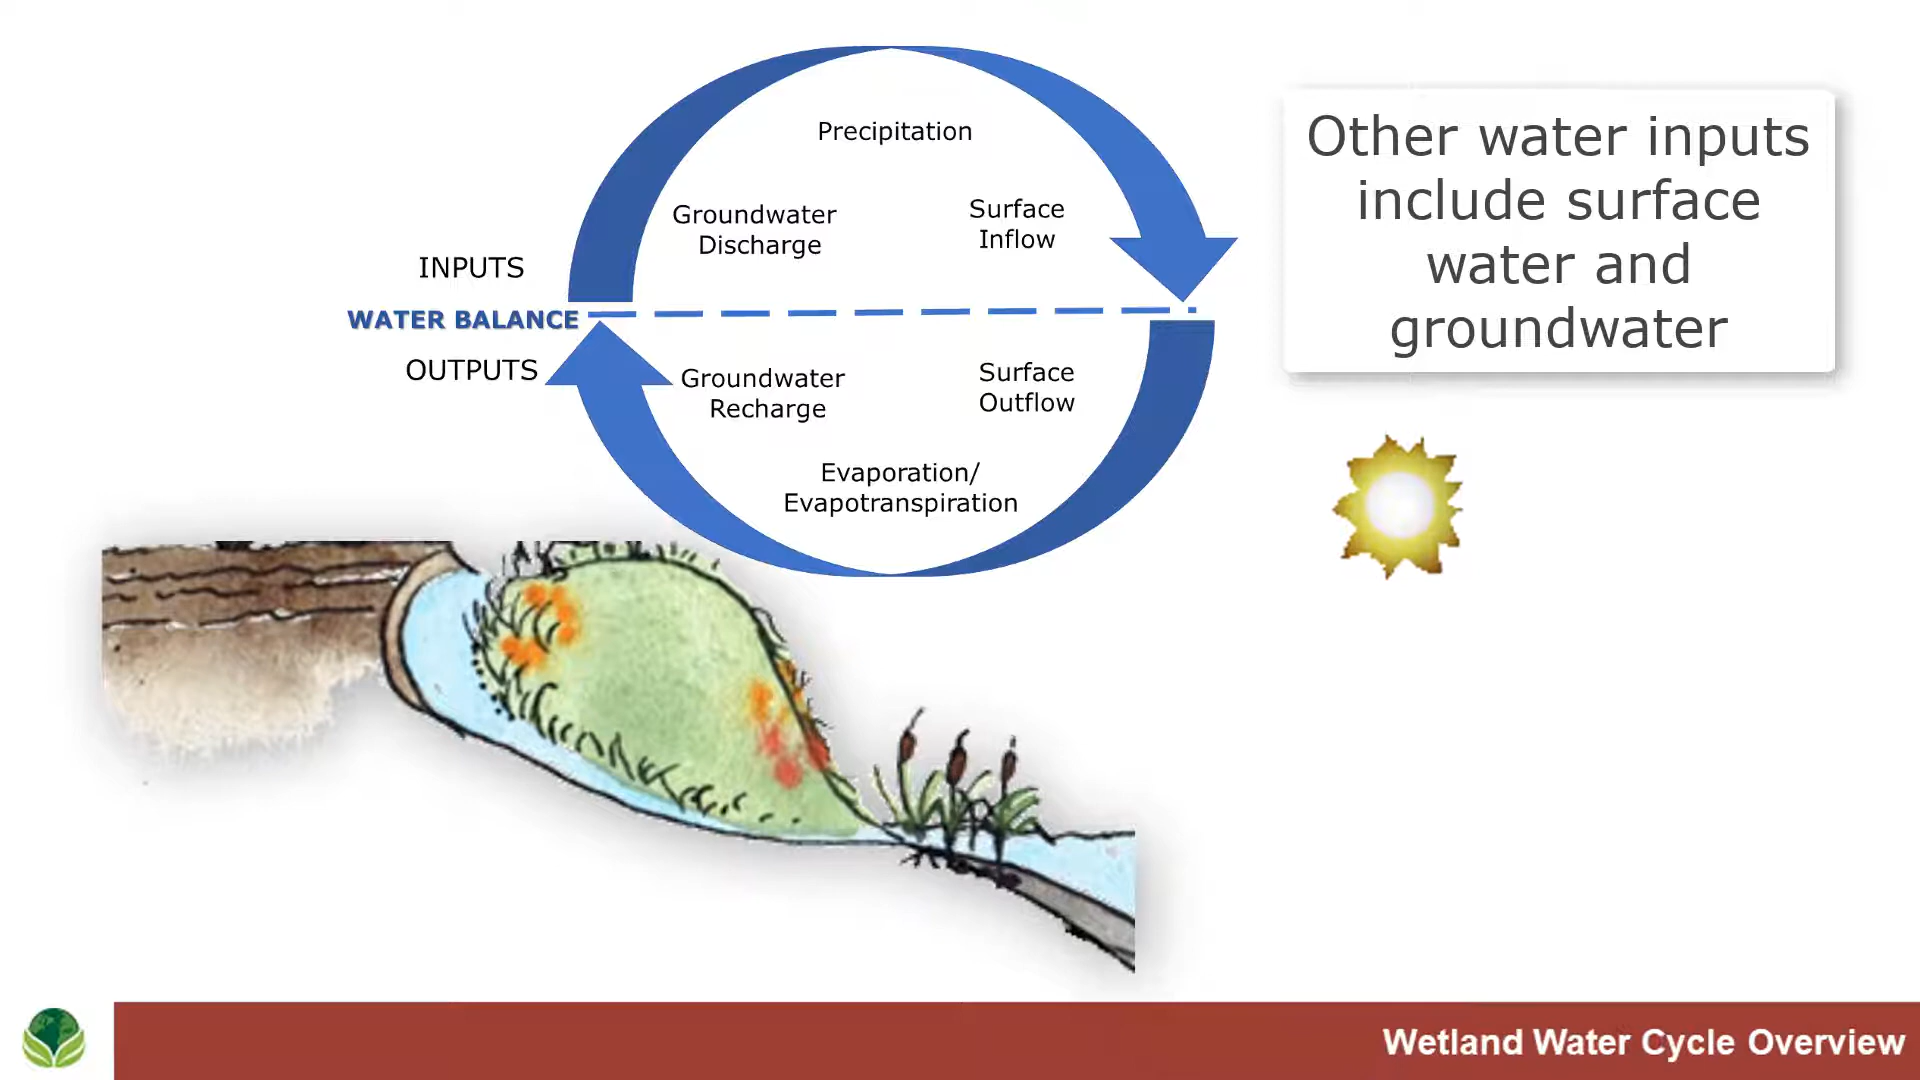 Precipitation
Groundwater
Discharge
Surface
Inflow
INPUTS
WATER BALANCE
OUTPUTS
Groundwater
Recharge
Surface
Outflow
Evaporation/
Evapotranspiration
Other water inputs
include surface
water and
groundwater
Wetland Water Cycle Overview